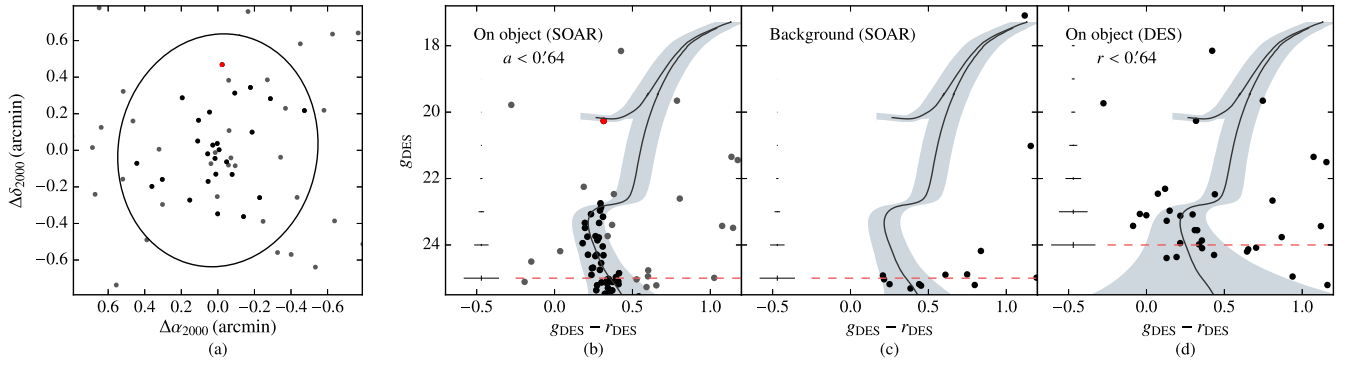 0.6
0.4
0.2
0.0
−0.2
−0.4
−0.6
Δδ2000 (arcmin)
0.6 0.4 0.2 0.0 −0.2 −0.4 −0.6
Δα2000 (arcmin)
(a)
On object (SOAR)
a < 0.′64
18
20
22
24
gDES
−0.5 0.0 0.5 1.0
gDES − rDES
(b)
Background (SOAR)
−0.5 0.0 0.5 1.0
gDES − rDES
(c)
On object (DES)
r < 0.′64
−0.5 0.0 0.5 1.0
gDES − rDES
(d)